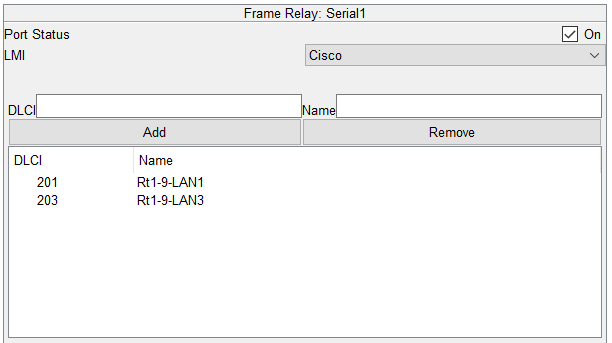 Frame Relay: Serial1
Port Status On
LMI Cisco
DLCI Name
Add Remove
DLCI Name
201 Rt1-9-LAN1
203 Rt1-9-LAN3